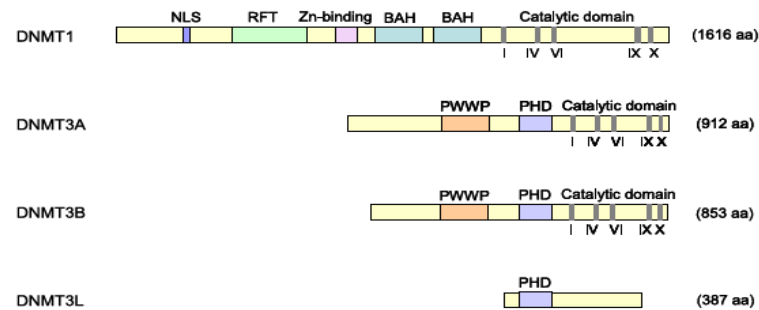 NLS RFT Zn-binding BAH BAH Catalytic domain
DNMT1 (1616 aa)
I IV VI IX X
PWWP PHD Catalytic domain
DNMT3A (912 aa)
I IV VI IX X
PWWP PHD Catalytic domain
DNMT3B (853 aa)
I IV VI IX X
PHD
DNMT3L (387 aa)